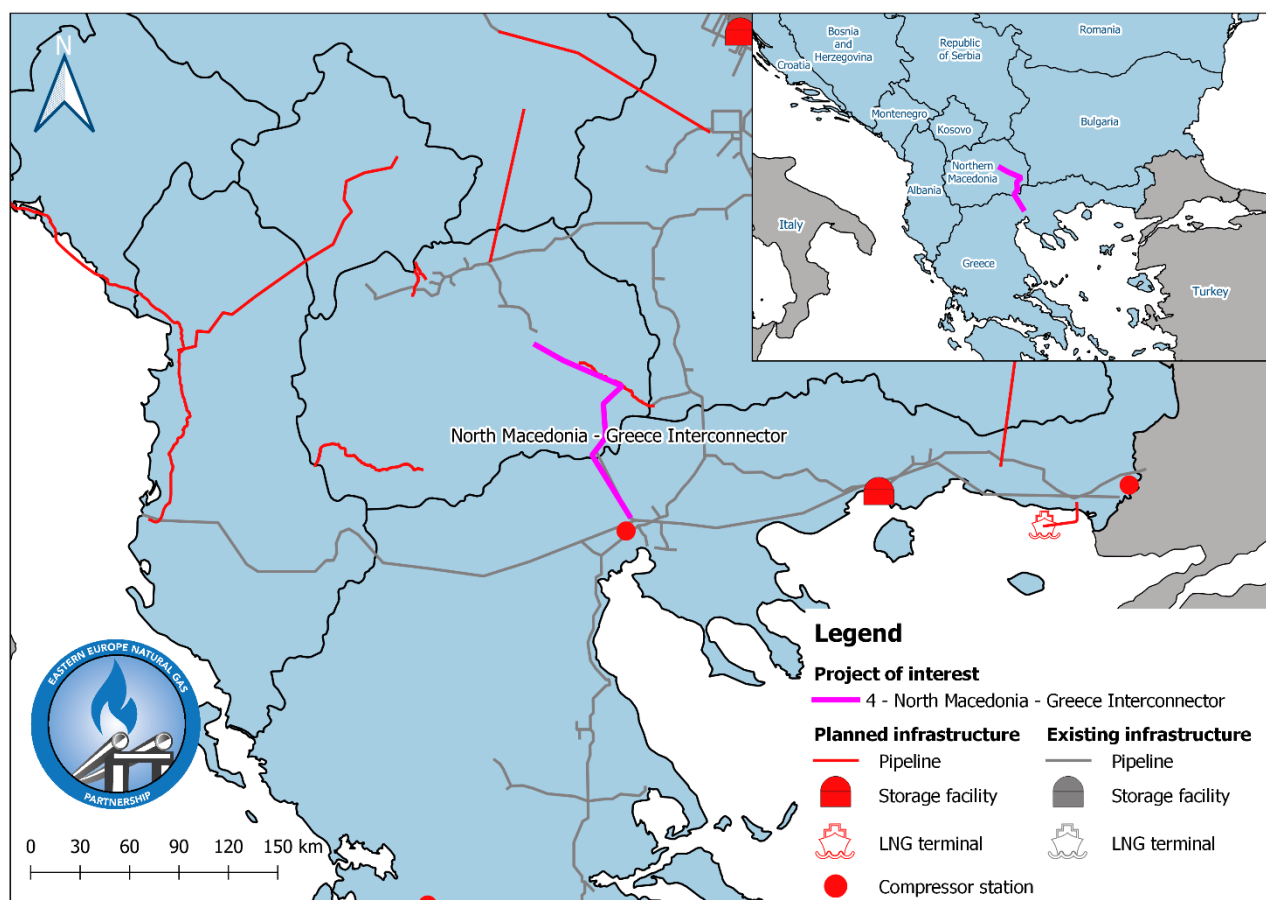 N
Bosnia
and
Herzegovina
Croatia
Republic
of Serbia
Romania
Montenegro
Kosovo
Bulgaria
Northern
Macedonia
Albania
Italy
Greece
Turkey
North Macedonia - Greece Interconnector
EASTERN EUROPE NATURAL GAS
PARTNERSHIP
0 30 60 90 120 150 km
Legend
Project of interest
4 - North Macedonia - Greece Interconnector
Planned infrastructure
Pipeline
Storage facility
LNG terminal
Compressor station
Existing infrastructure
Pipeline
Storage facility
LNG terminal